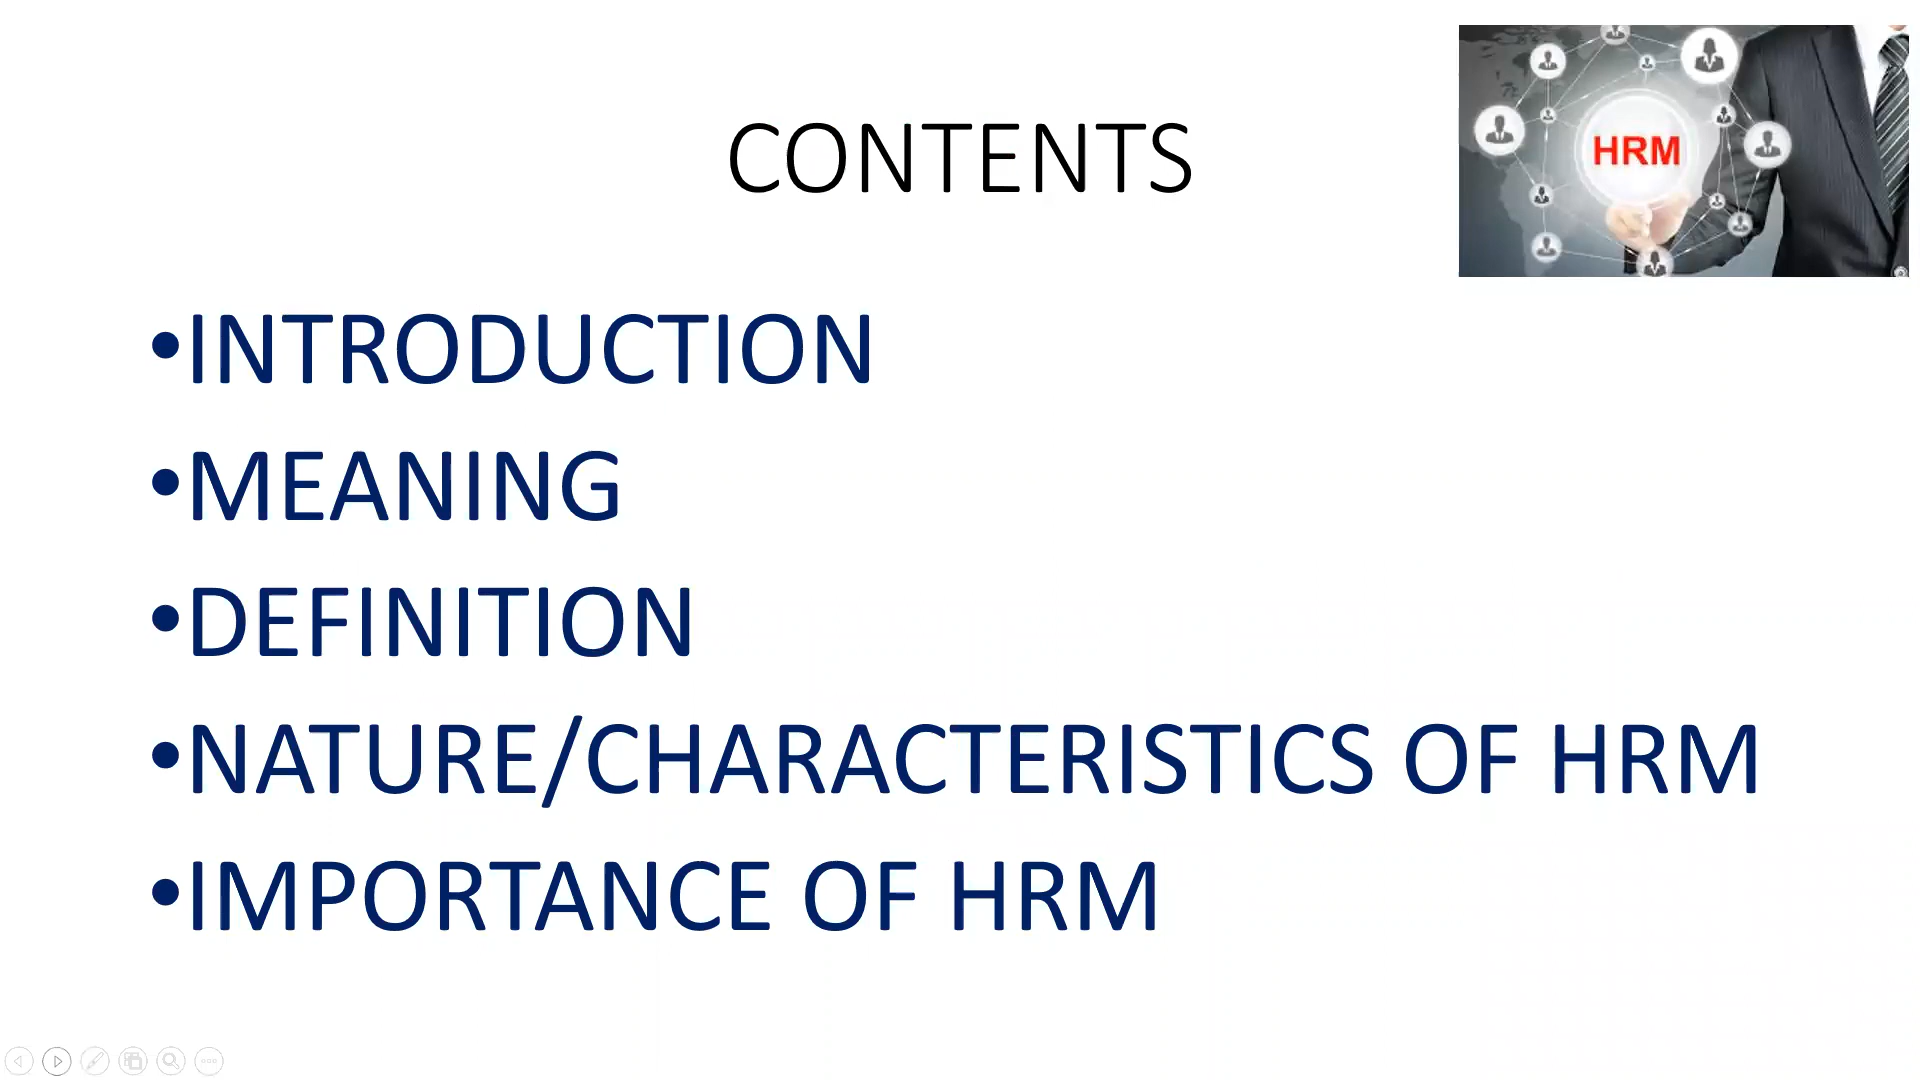 CONTENTS
HRM
•INTRODUCTION
•MEANING
•DEFINITION
•NATURE/CHARACTERISTICS OF HRM
•IMPORTANCE OF HRM